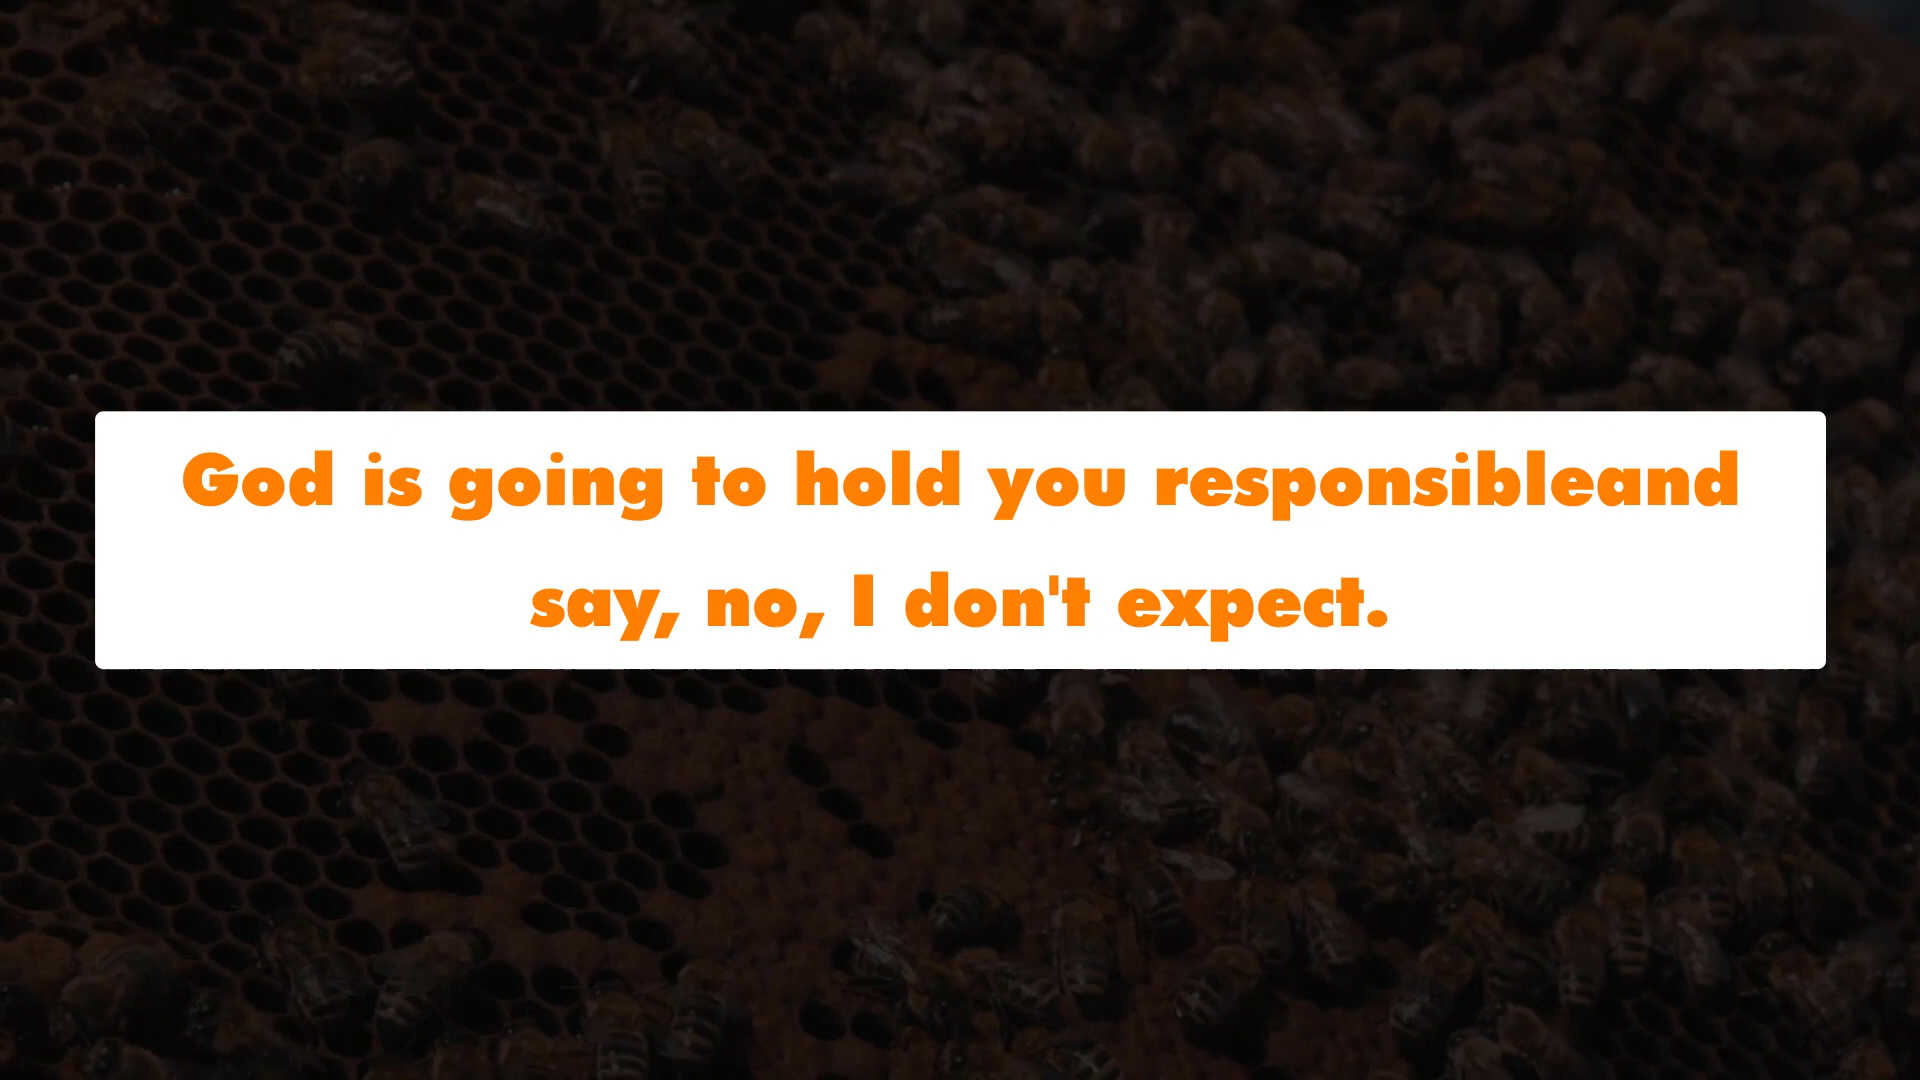 God is going to hold you responsibleand
say, no, I don't expect.